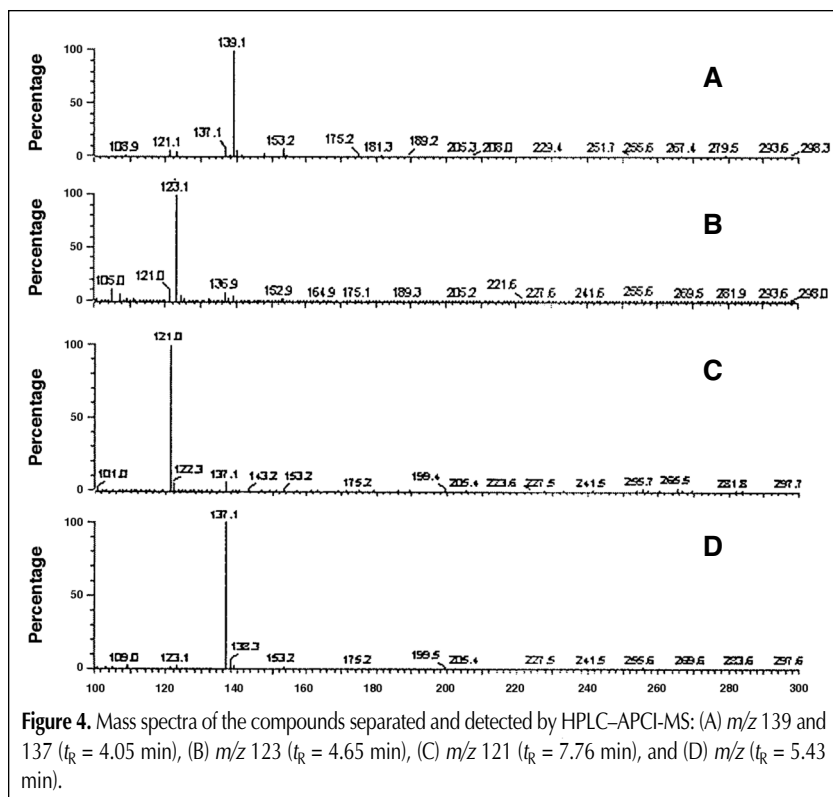 100
139.1
A
Percentage
50
108.9 121.1 137.1 153.2 175.2 181.3 189.2 205.3 208.0 229.4 251.7 255.6 267.4 279.5 293.6 298.3
0
100
123.1
B
Percentage
50
105.0 121.0 136.9 152.9 164.9 175.1 189.3 205.2 221.6 227.6 241.6 255.6 269.5 281.9 293.6 298.0
0
100
121.0
C
Percentage
50
101.0 122.3 137.1 143.2 153.2 175.2 199.4 205.4 223.6 227.5 241.5 255.7 265.5 281.8 297.7
0
100
137.1
D
Percentage
50
109.0 123.1 138.3 153.2 175.2 199.5 205.4 227.5 241.5 255.6 269.6 283.6 297.6
0
100 120 140 160 180 200 220 240 260 280 300
Figure 4. Mass spectra of the compounds separated and detected by HPLC–APCI-MS: (A) m/z 139 and
137 (tR = 4.05 min), (B) m/z 123 (tR = 4.65 min), (C) m/z 121 (tR = 7.76 min), and (D) m/z (tR = 5.43
min).